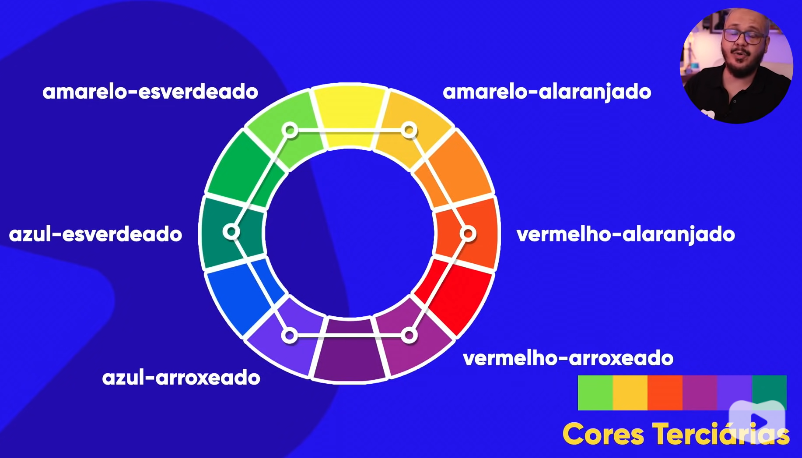 amarelo-esverdeado
amarelo-alaranjado
azul-esverdeado
vermelho-alaranjado
azul-arroxeado
vermelho-arroxeado
Cores Terciárias